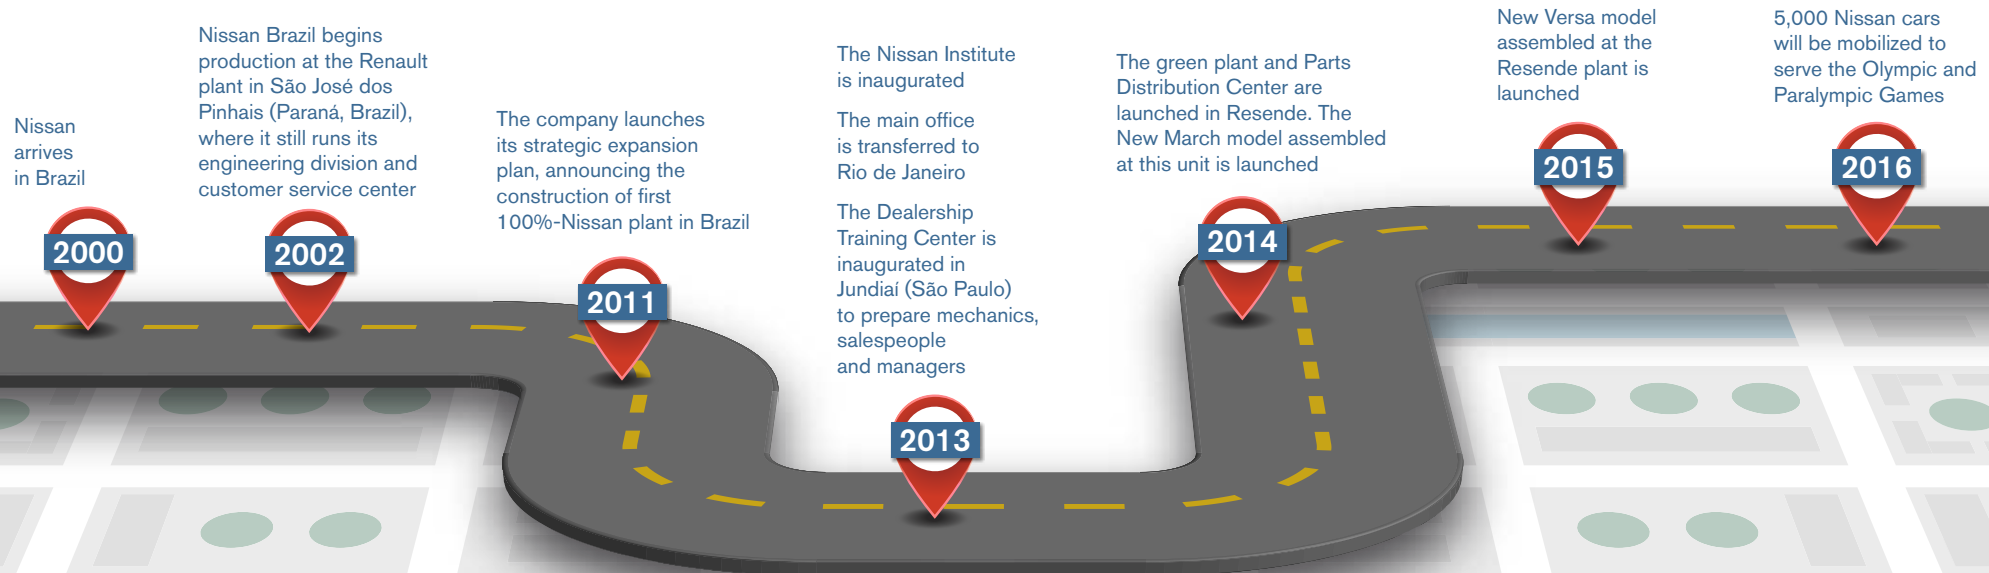 Nissan
arrives
in Brazil
2000
Nissan Brazil begins
production at the Renault
plant in São José dos
Pinhais (Paraná, Brazil),
where it still runs its
engineering division and
customer service center
2002
The company launches
its strategic expansion
plan, announcing the
construction of first
100%-Nissan plant in Brazil
2011
The Nissan Institute
is inaugurated
The main office
is transferred to
Rio de Janeiro
The Dealership
Training Center is
inaugurated in
Jundiaí (São Paulo)
to prepare mechanics,
salespeople
and managers
2013
The green plant and Parts
Distribution Center are
launched in Resende. The
New March model assembled
at this unit is launched
2014
New Versa model
assembled at the
Resende plant is
launched
2015
5,000 Nissan cars
will be mobilized to
serve the Olympic and
Paralympic Games
2016